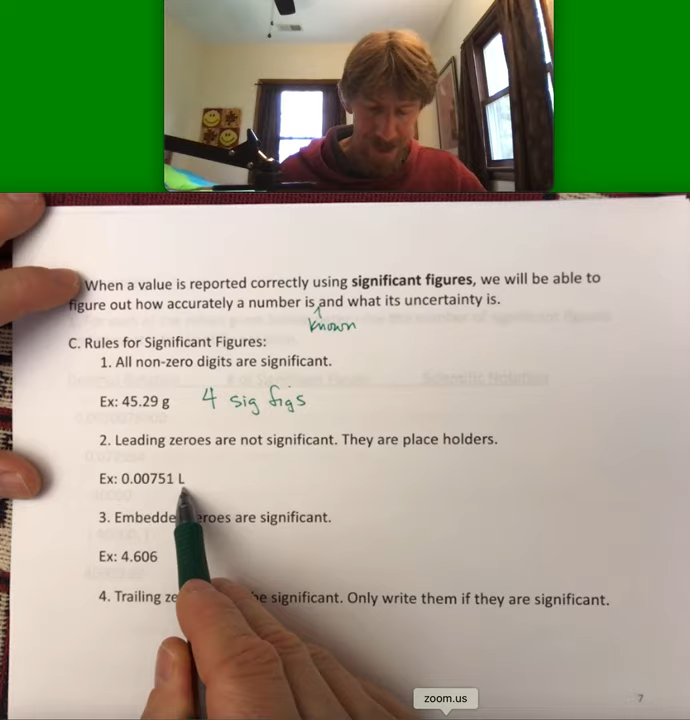 When a value is reported correctly using significant figures, we will be able to
figure out how accurately a number is and what its uncertainty is.
known
C. Rules for Significant Figures:
1. All non-zero digits are significant.
Ex: 45.29 g 4 sig figs
2. Leading zeroes are not significant. They are place holders.
Ex: 0.00751 L
3. Embedde eroes are significant.
Ex: 4.606
4. Trailing ze be significant. Only write them if they are significant.
zoom.us
7